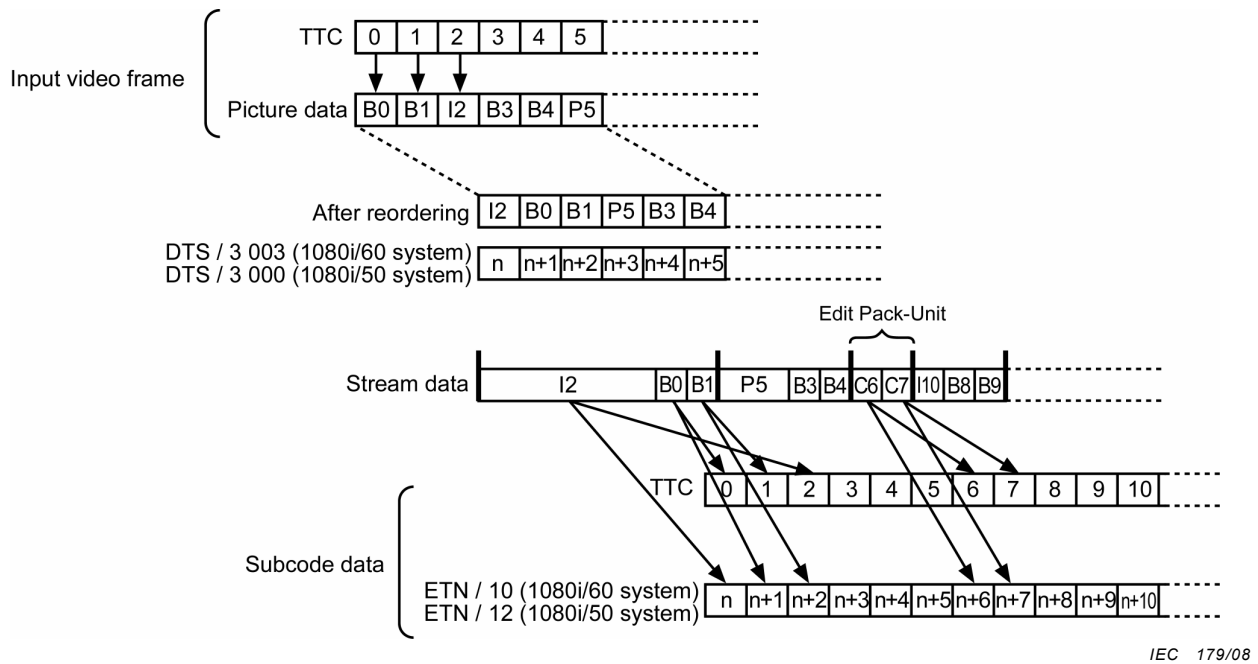 TTC 0 1 2 3 4 5
Input video frame
Picture data B0 B1 I2 B3 B4 P5
After reordering I2 B0 B1 P5 B3 B4
DTS / 3 003 (1080i/60 system)
DTS / 3 000 (1080i/50 system)
n n+1 n+2 n+3 n+4 n+5
Edit Pack-Unit
Stream data I2 B0 B1 P5 B3 B4 C6 C7 I10 B8 B9
TTC 0 1 2 3 4 5 6 7 8 9 10
Subcode data
ETN / 10 (1080i/60 system)
ETN / 12 (1080i/50 system)
n n+1 n+2 n+3 n+4 n+5 n+6 n+7 n+8 n+9 n+10
IEC 179/08